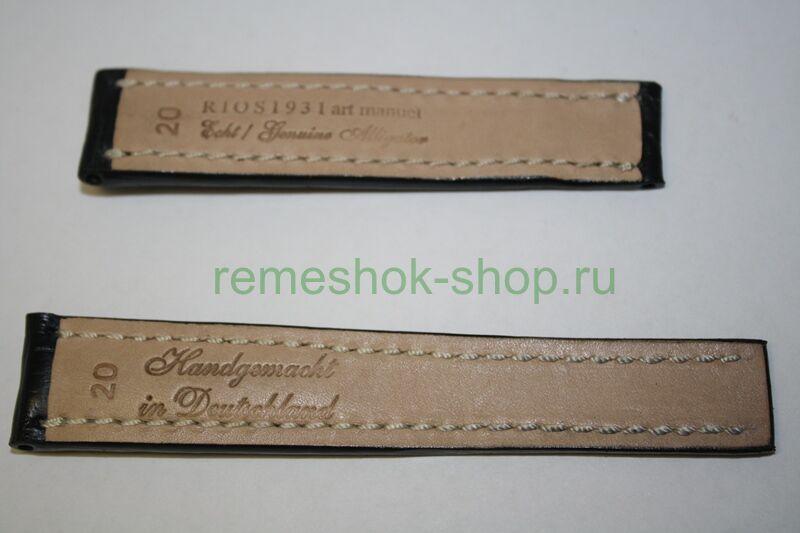 20
RIOS1931 art manuel
Echt / Genuine Alligator
remeshok-shop.ru
20
Handgemacht
in Deutschland